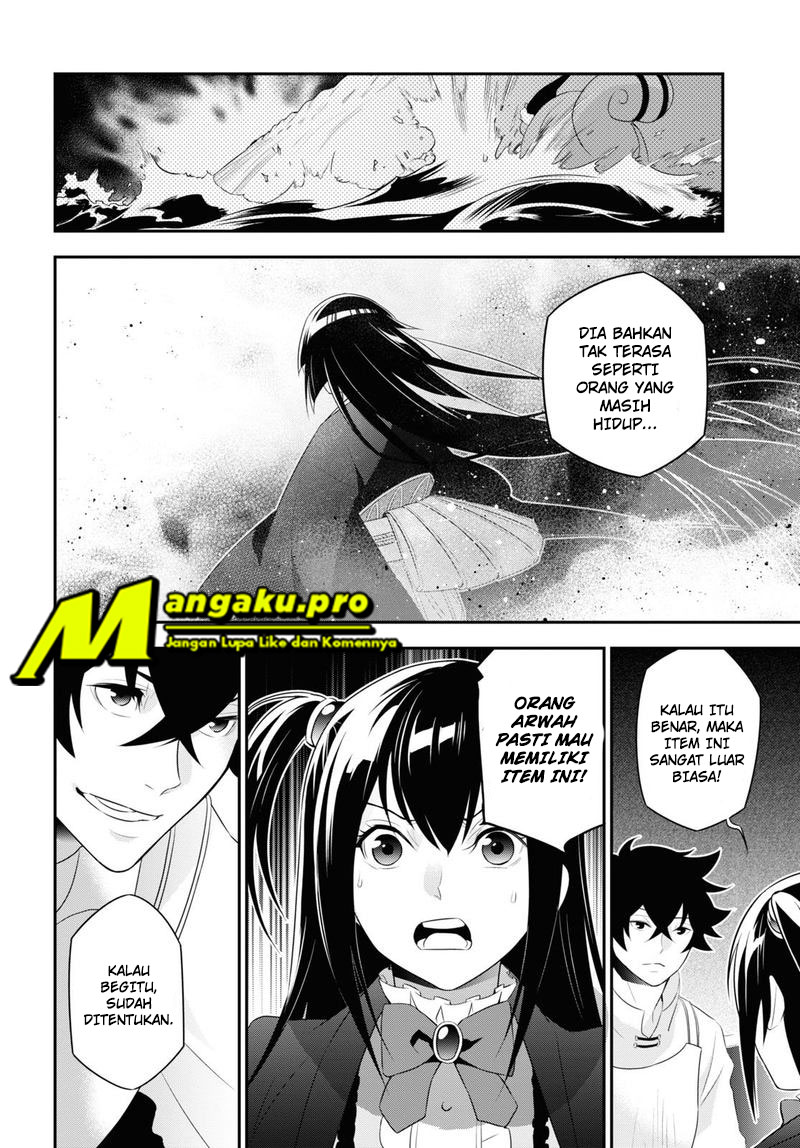 DIA BAHKAN
TAK TERASA
SEPERTI
ORANG YANG
MASIH
HIDUP...
Mangaku.pro
Jangan Lupa Like dan Komennya
KALAU ITU
BENAR, MAKA
ITEM INI
SANGAT LUAR
BIASA!
ORANG
ARWAH
PASTI MAU
MEMILIKI
ITEM INI!
KALAU
BEGITU,
SUDAH
DITENTUKAN.